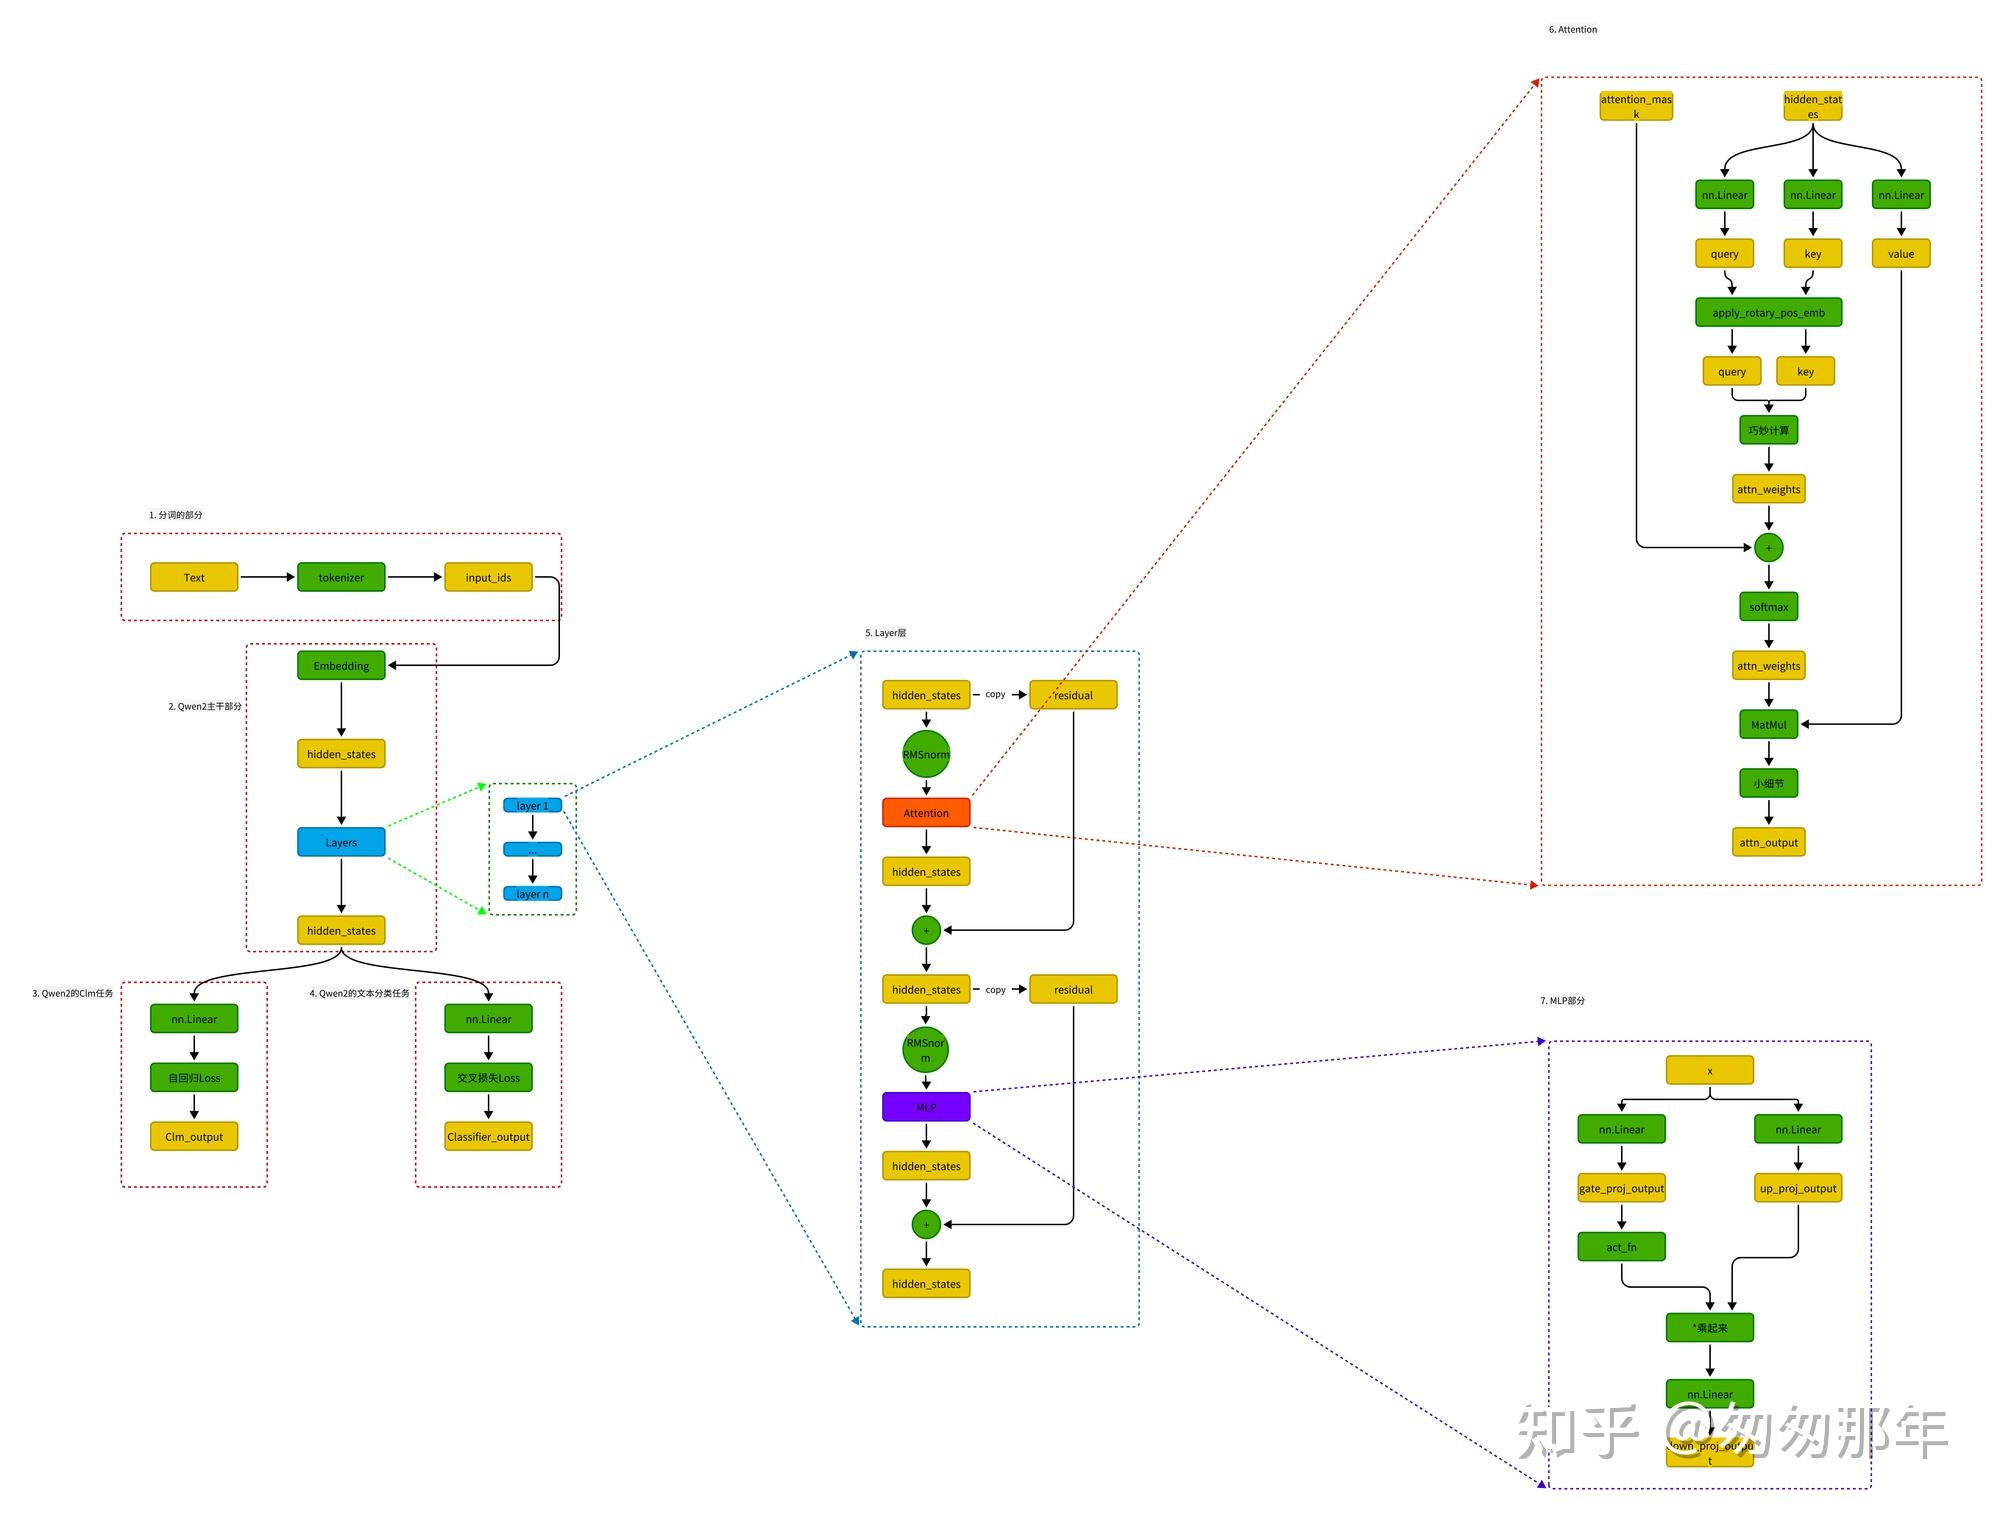 1. 分词的部分
Text
tokenizer
input_ids
2. Qwen2主干部分
Embedding
hidden_states
Layers
hidden_states
layer 1
...
layer n
3. Qwen2的Clm任务
nn.Linear
自回归Loss
Clm_output
4. Qwen2的文本分类任务
nn.Linear
交叉损失Loss
Classifier_output
5. Layer层
hidden_states
copy
residual
RMSnorm
Attention
hidden_states
+
hidden_states
copy
residual
RMSnor
m
MLP
hidden_states
+
hidden_states
6. Attention
attention_mas
k
hidden_stat
es
nn.Linear
nn.Linear
nn.Linear
query
key
value
apply_rotary_pos_emb
query
key
巧妙计算
attn_weights
+
softmax
attn_weights
MatMul
小细节
attn_output
7. MLP部分
x
nn.Linear
nn.Linear
gate_proj_output
up_proj_output
act_fn
*乘起来
nn.Linear
down_proj_outpu
t
知乎 @匆匆那年